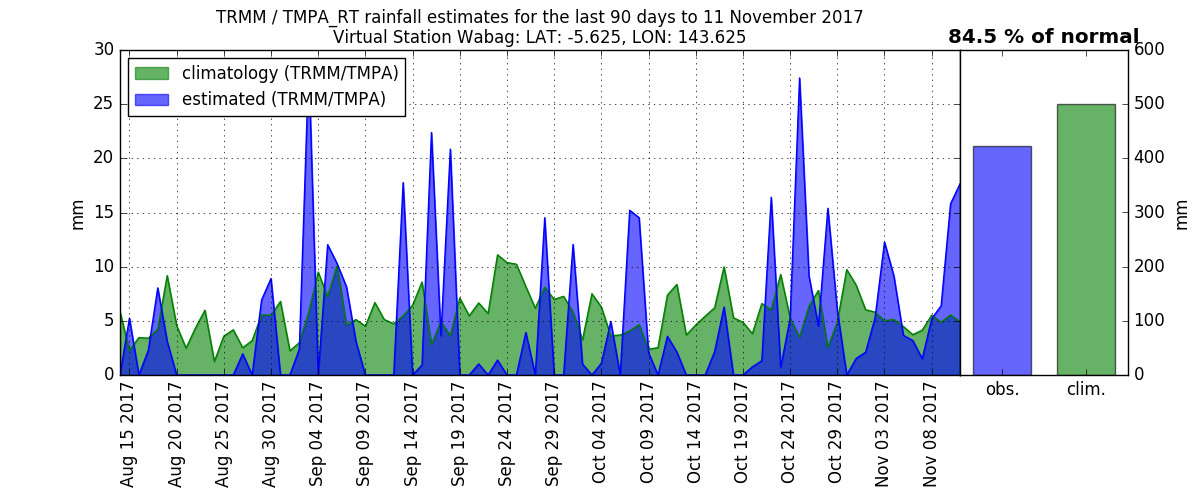 TRMM / TMPA_RT rainfall estimates for the last 90 days to 11 November 2017
Virtual Station Wabag: LAT: -5.625, LON: 143.625
84.5 % of normal
climatology (TRMM/TMPA)
estimated (TRMM/TMPA)
30
25
20
15
10
5
0
mm
Aug 15 2017
Aug 20 2017
Aug 25 2017
Aug 30 2017
Sep 04 2017
Sep 09 2017
Sep 14 2017
Sep 19 2017
Sep 24 2017
Sep 29 2017
Oct 04 2017
Oct 09 2017
Oct 14 2017
Oct 19 2017
Oct 24 2017
Oct 29 2017
Nov 03 2017
Nov 08 2017
obs.
clim.
600
500
400
300
200
100
0
mm